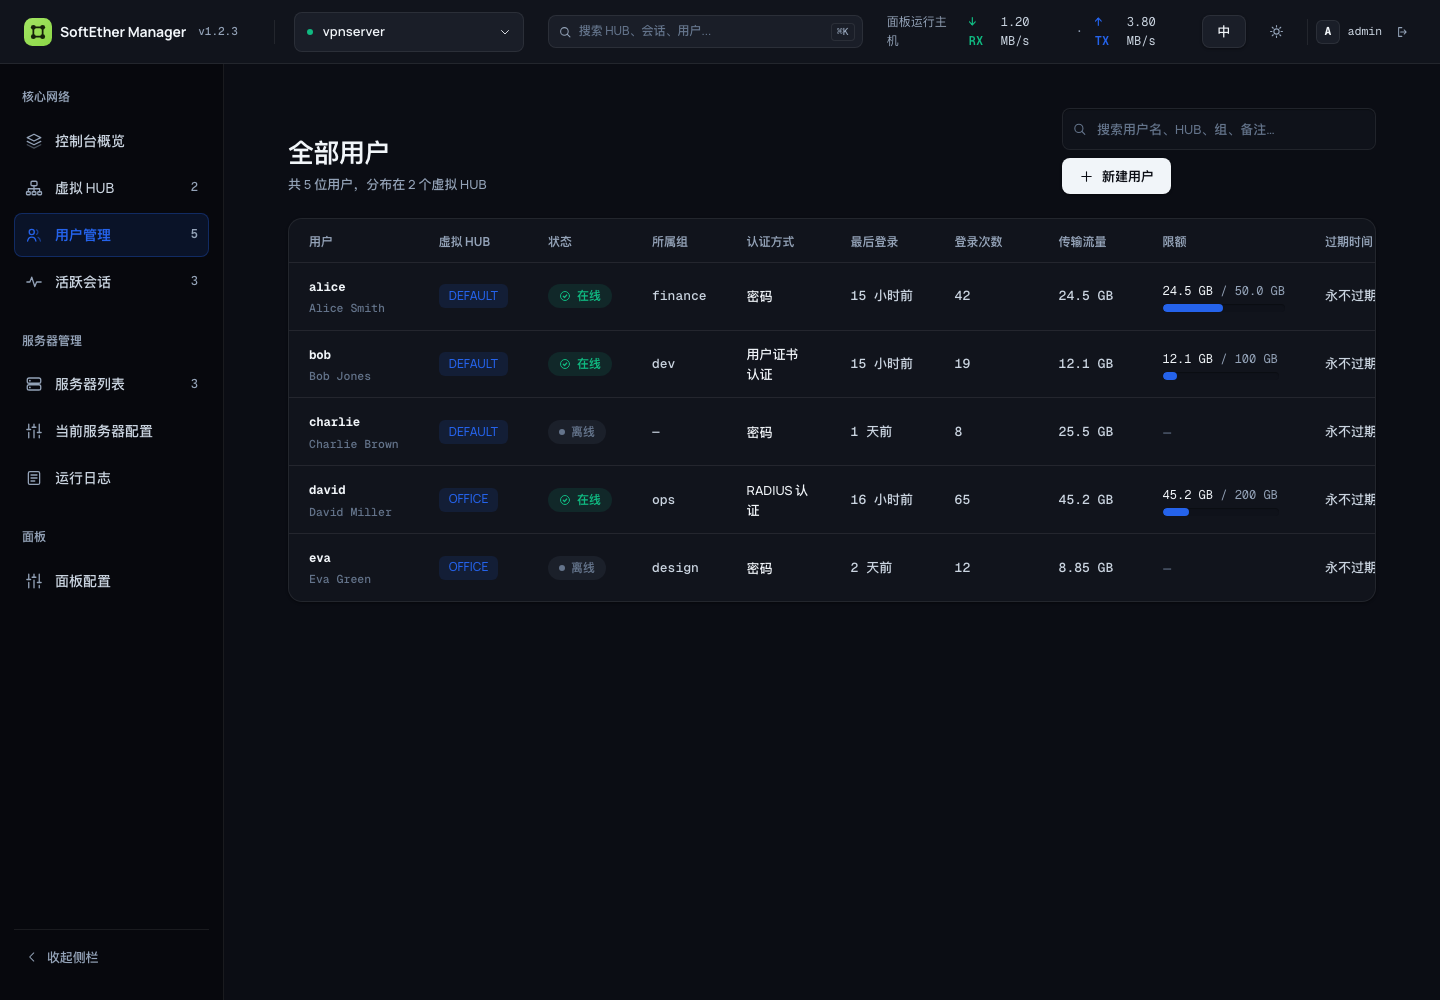 SoftEther Manager v1.2.3
vpnserver
搜索 HUB、会话、用户... ⌘K
面板运行主机
↓ RX 1.20 MB/s · ↑ TX 3.80 MB/s
中
A admin
核心网络
控制台概览
虚拟 HUB 2
用户管理 5
活跃会话 3
服务器管理
服务器列表 3
当前服务器配置
运行日志
面板
面板配置
收起侧栏
全部用户
共 5 位用户，分布在 2 个虚拟 HUB
搜索用户名、HUB、组、备注...
新建用户
用户 虚拟 HUB 状态 所属组 认证方式 最后登录 登录次数 传输流量 限额 过期时间
alice Alice Smith DEFAULT 在线 finance 密码 15 小时前 42 24.5 GB 24.5 GB / 50.0 GB 永不过期
bob Bob Jones DEFAULT 在线 dev 用户证书认证 15 小时前 19 12.1 GB 12.1 GB / 100 GB 永不过期
charlie Charlie Brown DEFAULT 离线 — 密码 1 天前 8 25.5 GB — 永不过期
david David Miller OFFICE 在线 ops RADIUS 认证 16 小时前 65 45.2 GB 45.2 GB / 200 GB 永不过期
eva Eva Green OFFICE 离线 design 密码 2 天前 12 8.85 GB — 永不过期